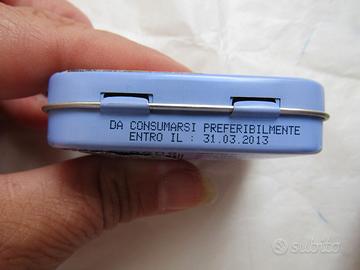 DA CONSUMARSI PREFERIBILMENTE
ENTRO IL : 31.03.2013
subito